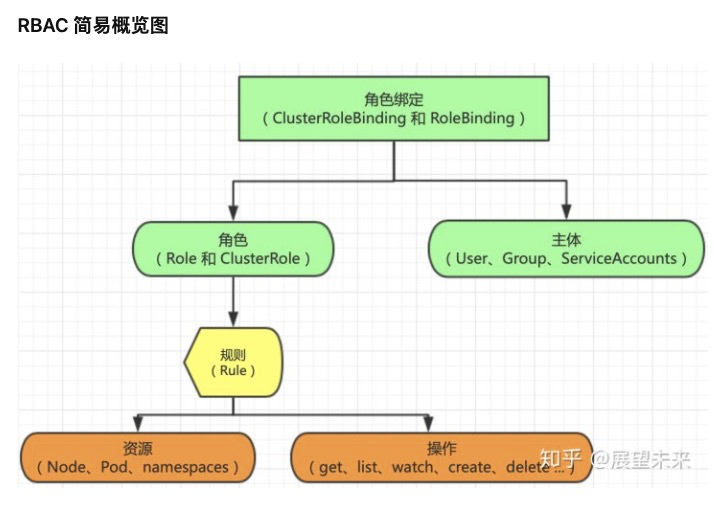 RBAC 简易概览图
角色绑定
（ClusterRoleBinding 和 RoleBinding）
角色
（Role 和 ClusterRole）
主体
（User、Group、ServiceAccounts）
规则
（Rule）
资源
（Node、Pod、namespaces）
操作
（get、list、watch、create、delete ...）
知乎 @展望未来